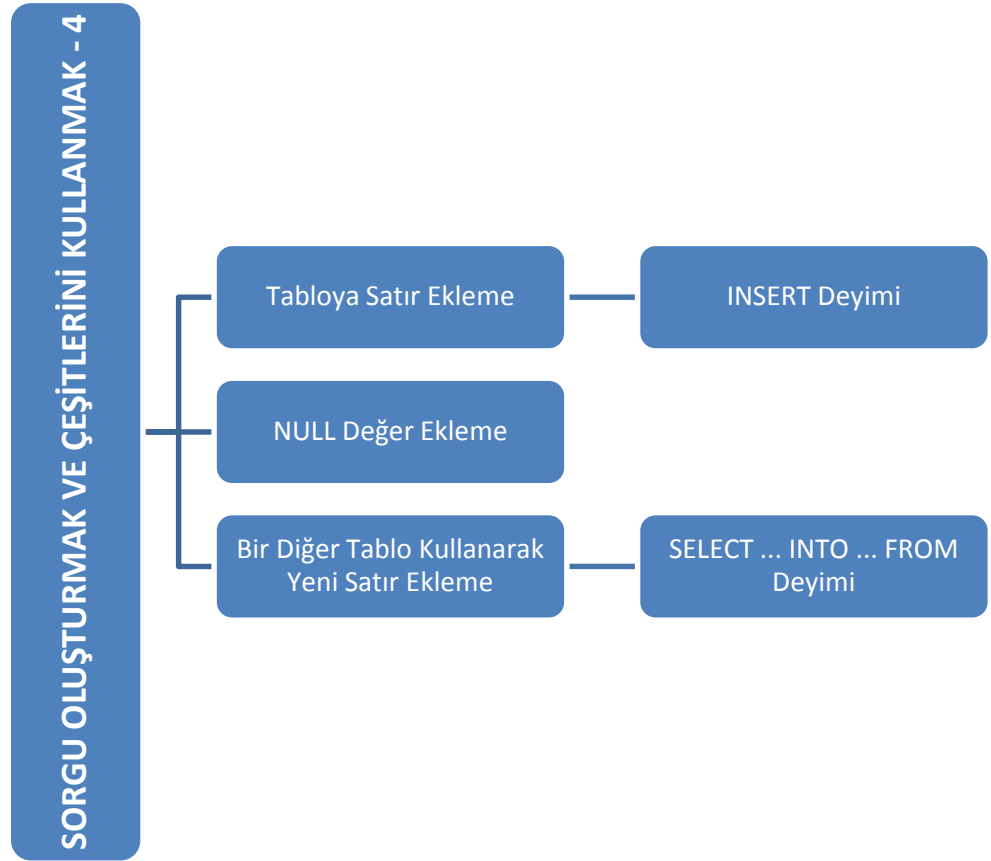 SORGU OLUŞTURMAK VE ÇEŞİTLERİNİ KULLANMAK - 4
Tabloya Satır Ekleme
INSERT Deyimi
NULL Değer Ekleme
Bir Diğer Tablo Kullanarak
Yeni Satır Ekleme
SELECT ... INTO ... FROM
Deyimi